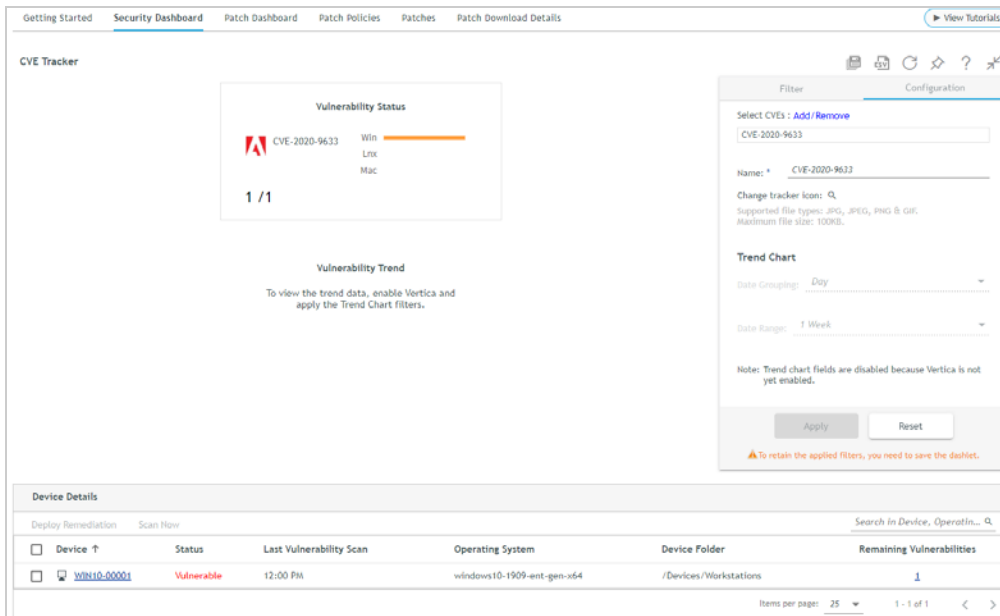 Getting Started Security Dashboard Patch Dashboard Patch Policies Patches Patch Download Details View Tutorials
CVE Tracker
CSV
?
Vulnerability Status
CVE-2020-9633
Win
Lnx
Mac
1 /1
Vulnerability Trend
To view the trend data, enable Vertica and
apply the Trend Chart filters.
Filter Configuration
Select CVEs : Add/Remove
CVE-2020-9633
Name: * CVE-2020-9633
Change tracker icon:
Supported file types: JPG, JPEG, PNG & GIF.
Maximum file size: 100KB.
Trend Chart
Date Grouping: Day
Date Range: 1 Week
Note: Trend chart fields are disabled because Vertica is not
yet enabled.
Apply Reset
To retain the applied filters, you need to save the dashlet.
Device Details
Deploy Remediation Scan Now Search in Device, Operatin...
Device ↑ Status Last Vulnerability Scan Operating System Device Folder Remaining Vulnerabilities
WIN10-00001 Vulnerable 12:00 PM windows10-1909-ent-gen-x64 /Devices/Workstations 1
Items per page: 25 1 - 1 of 1 < >